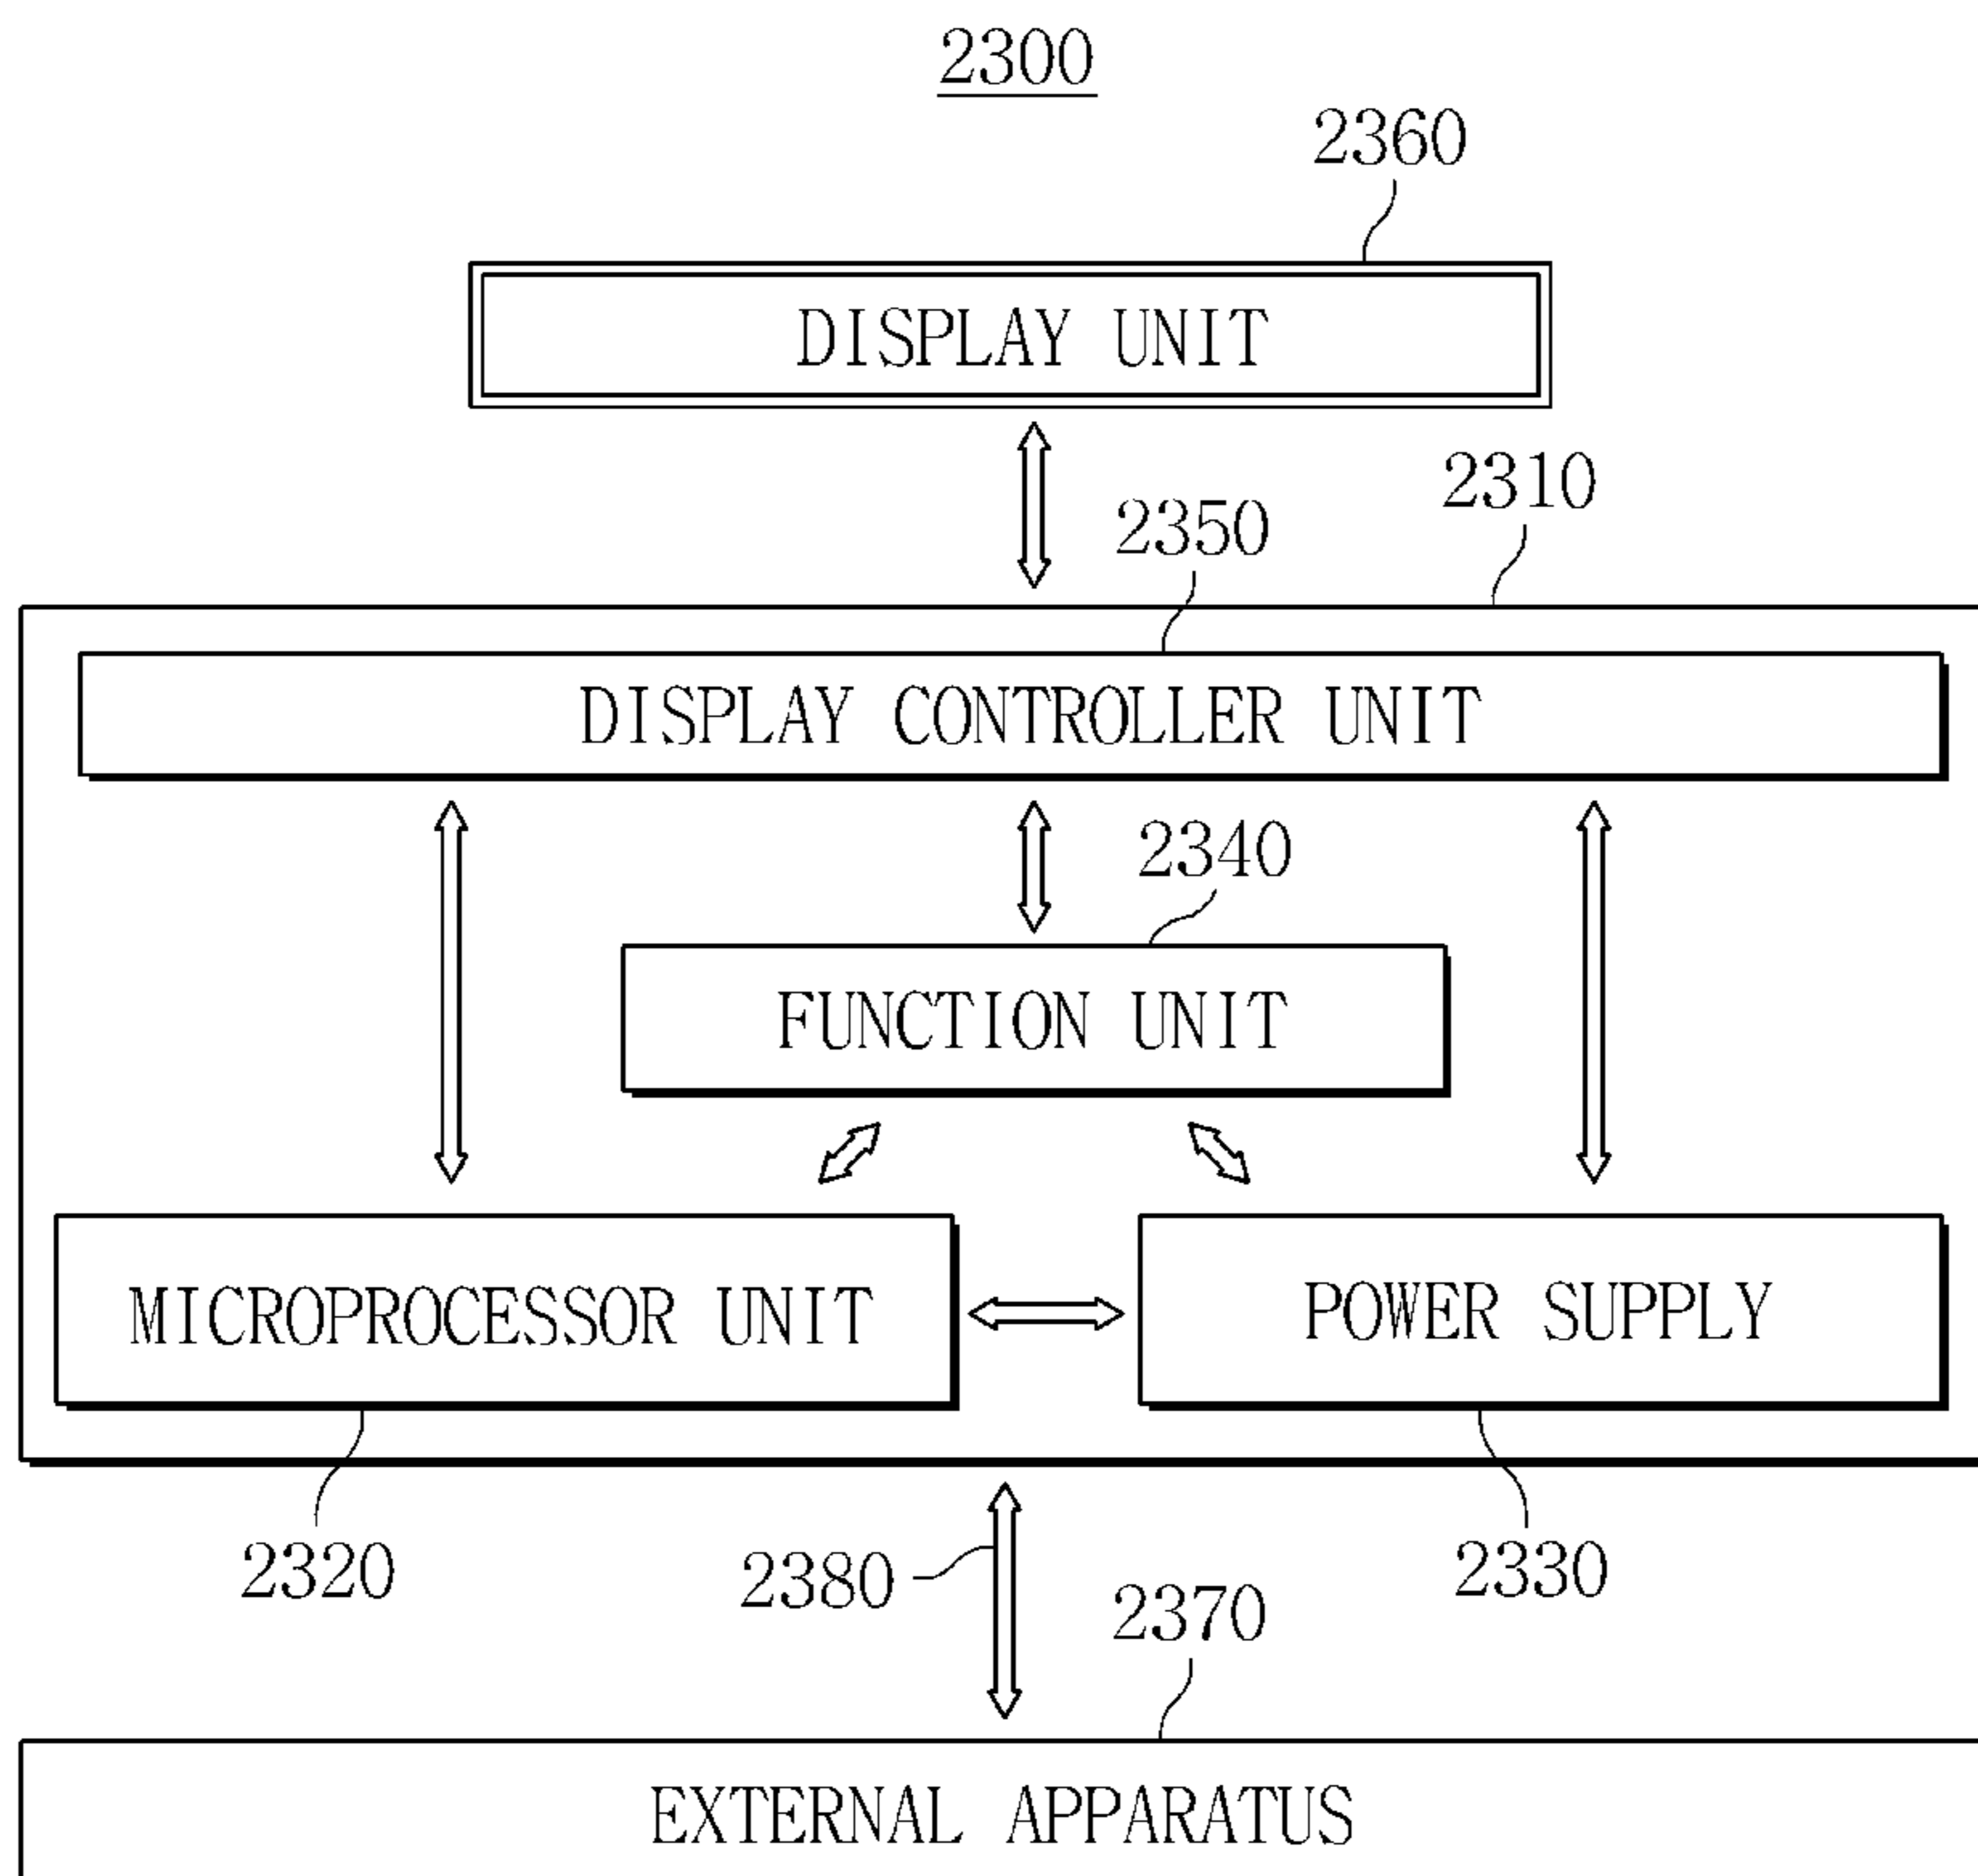 2300
2360
DISPLAY UNIT
2310
2350
DISPLAY CONTROLLER UNIT
2340
FUNCTION UNIT
MICROPROCESSOR UNIT
POWER SUPPLY
2320
2380
2330
2370
EXTERNAL APPARATUS